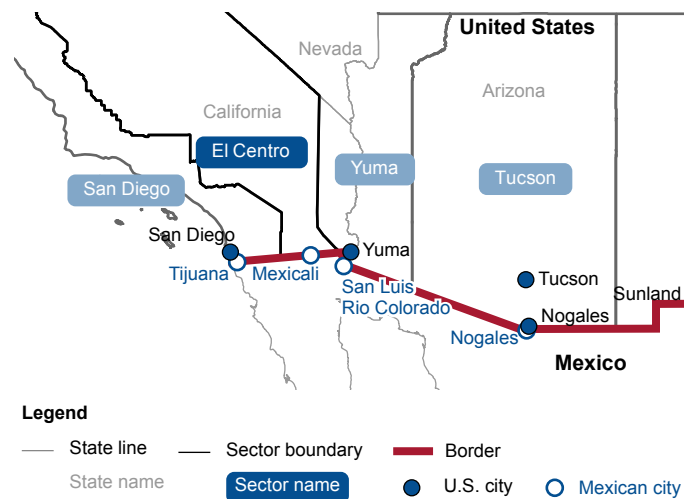 United States
Nevada
California
Arizona
El Centro
San Diego
Yuma
Tucson
San Diego
Yuma
Tijuana
Mexicali
San Luis
Rio Colorado
Tucson
Sunland
Nogales
Nogales
Mexico
Legend
State line
Sector boundary
Border
State name
Sector name
U.S. city
Mexican city